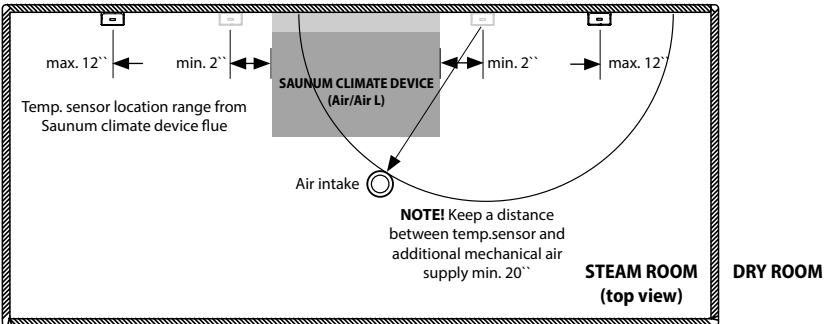 max. 12``
min. 2``
SAUNUM CLIMATE DEVICE
(Air/Air L)
min. 2``
max. 12``
Temp. sensor location range from
Saunum climate device flue
Air intake
NOTE! Keep a distance
between temp.sensor and
additional mechanical air
supply min. 20``
STEAM ROOM
(top view)
DRY ROOM